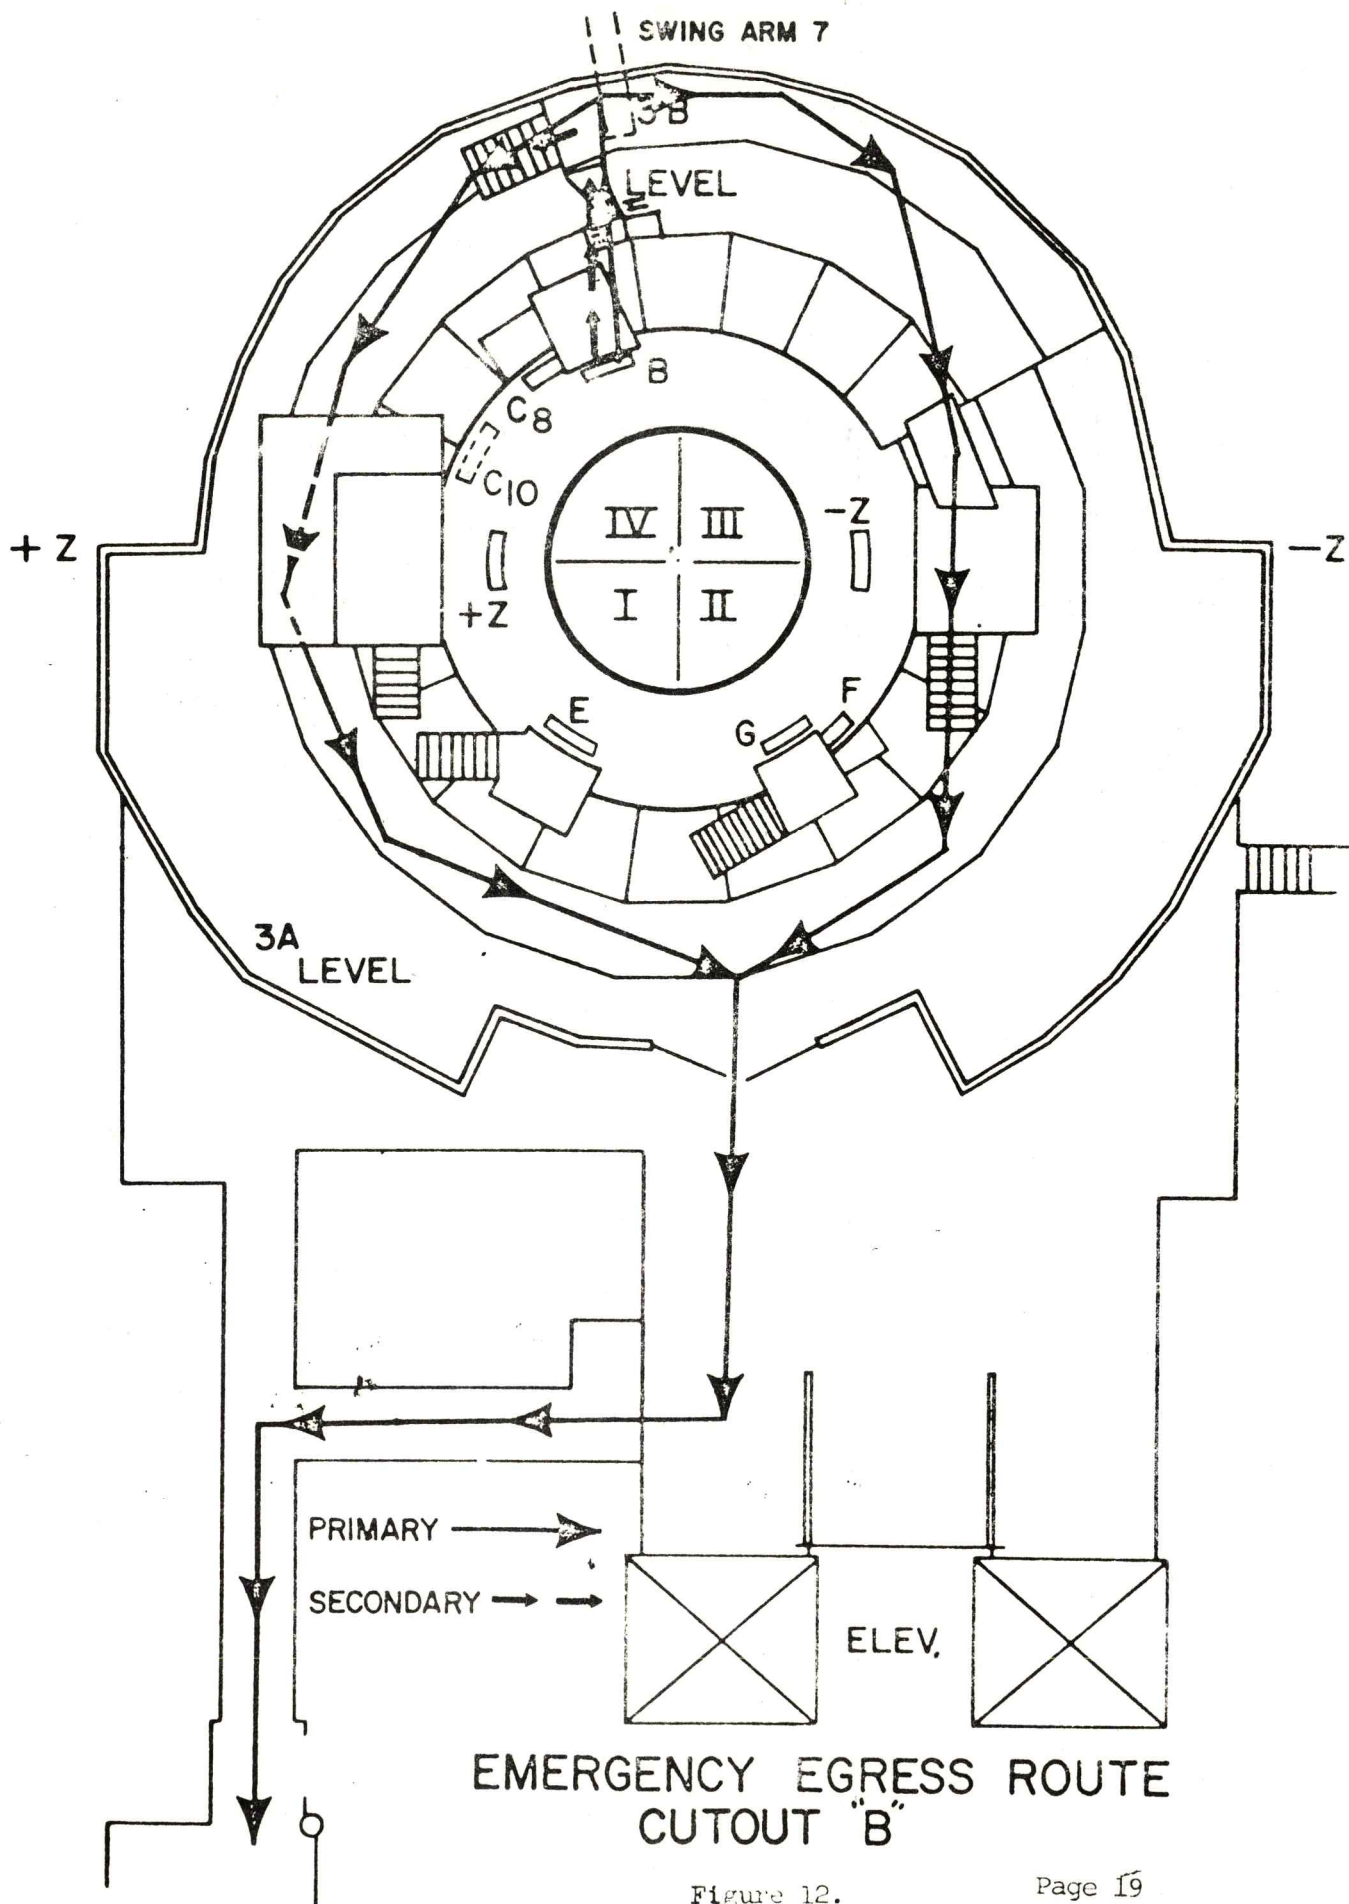 SWING ARM 7
3B
LEVEL
B
C8
C10
IV III
I II
-Z
+Z
+Z
-Z
E
F
G
3A
LEVEL
PRIMARY
SECONDARY
ELEV.
EMERGENCY EGRESS ROUTE
CUTOUT "B"
Figure 12.
Page 19